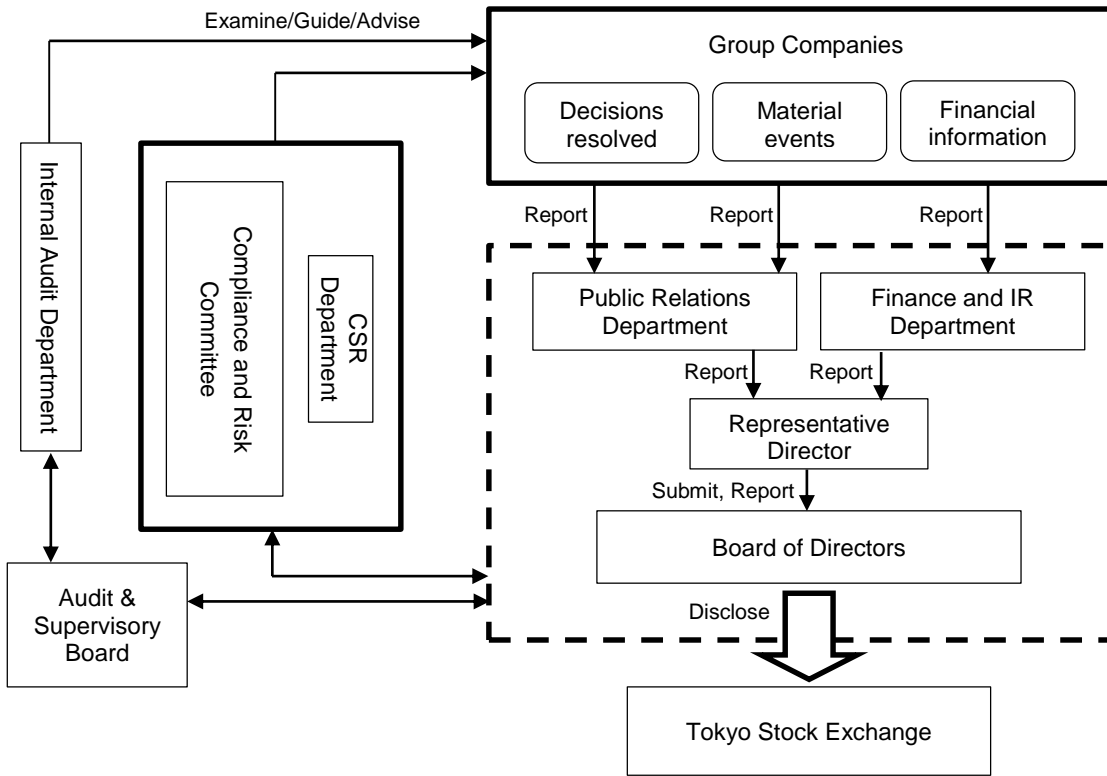 Examine/Guide/Advise
Group Companies
Decisions
resolved
Material
events
Financial
information
Internal Audit Department
Compliance and Risk
Committee
CSR
Department
Report
Report
Report
Public Relations
Department
Finance and IR
Department
Report
Report
Representative
Director
Submit, Report
Board of Directors
Audit &
Supervisory
Board
Disclose
Tokyo Stock Exchange